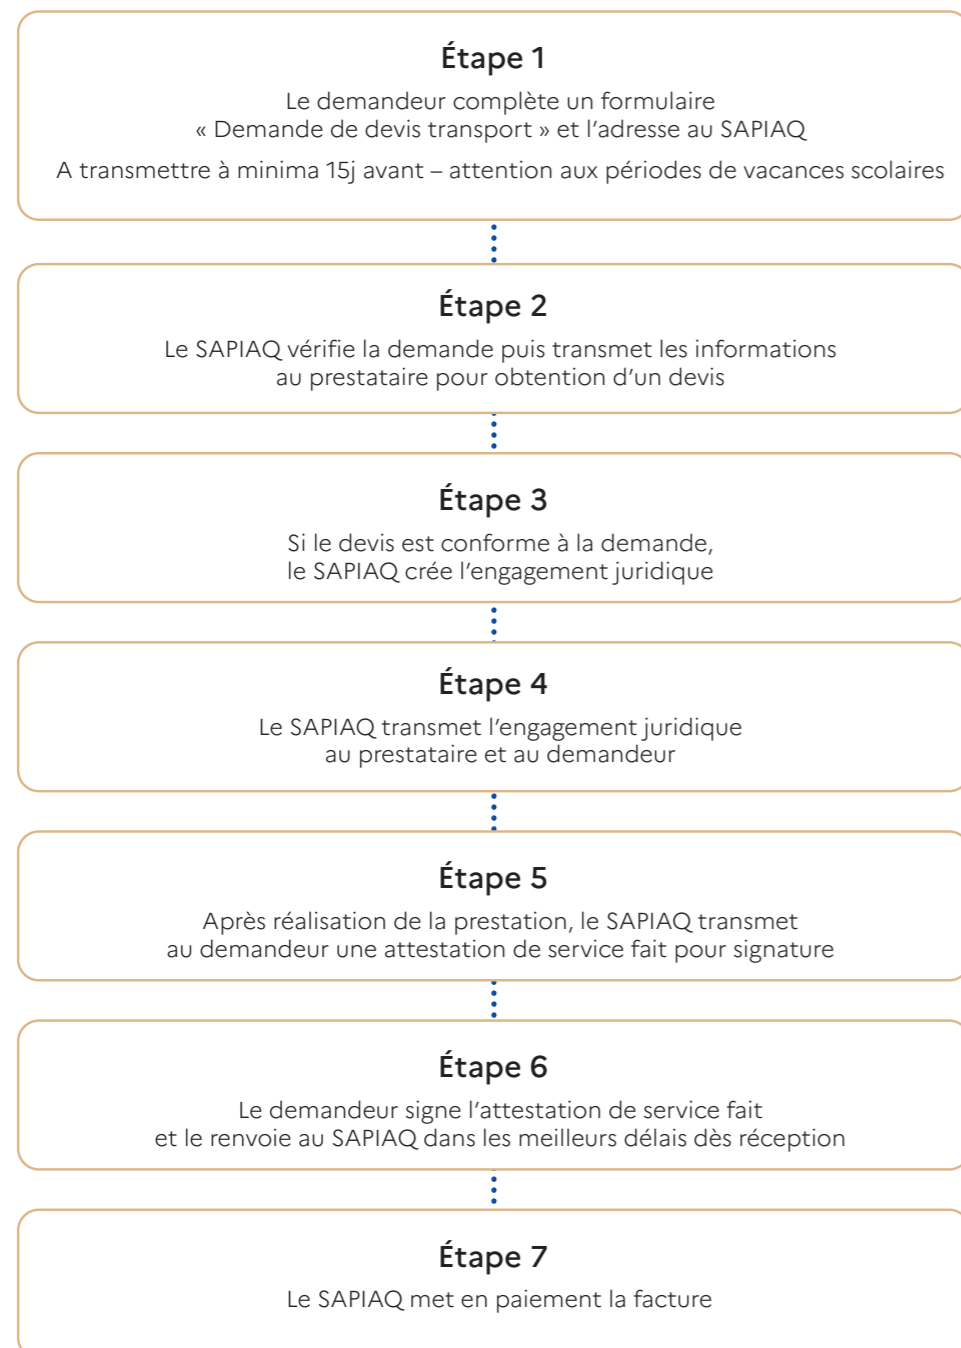 Étape 1
Le demandeur complète un formulaire
« Demande de devis transport » et l’adresse au SAPIAQ
A transmettre à minima 15j avant – attention aux périodes de vacances scolaires
Étape 2
Le SAPIAQ vérifie la demande puis transmet les informations
au prestataire pour obtention d’un devis
Étape 3
Si le devis est conforme à la demande,
le SAPIAQ crée l’engagement juridique
Étape 4
Le SAPIAQ transmet l’engagement juridique
au prestataire et au demandeur
Étape 5
Après réalisation de la prestation, le SAPIAQ transmet
au demandeur une attestation de service fait pour signature
Étape 6
Le demandeur signe l’attestation de service fait
et le renvoie au SAPIAQ dans les meilleurs délais dès réception
Étape 7
Le SAPIAQ met en paiement la facture